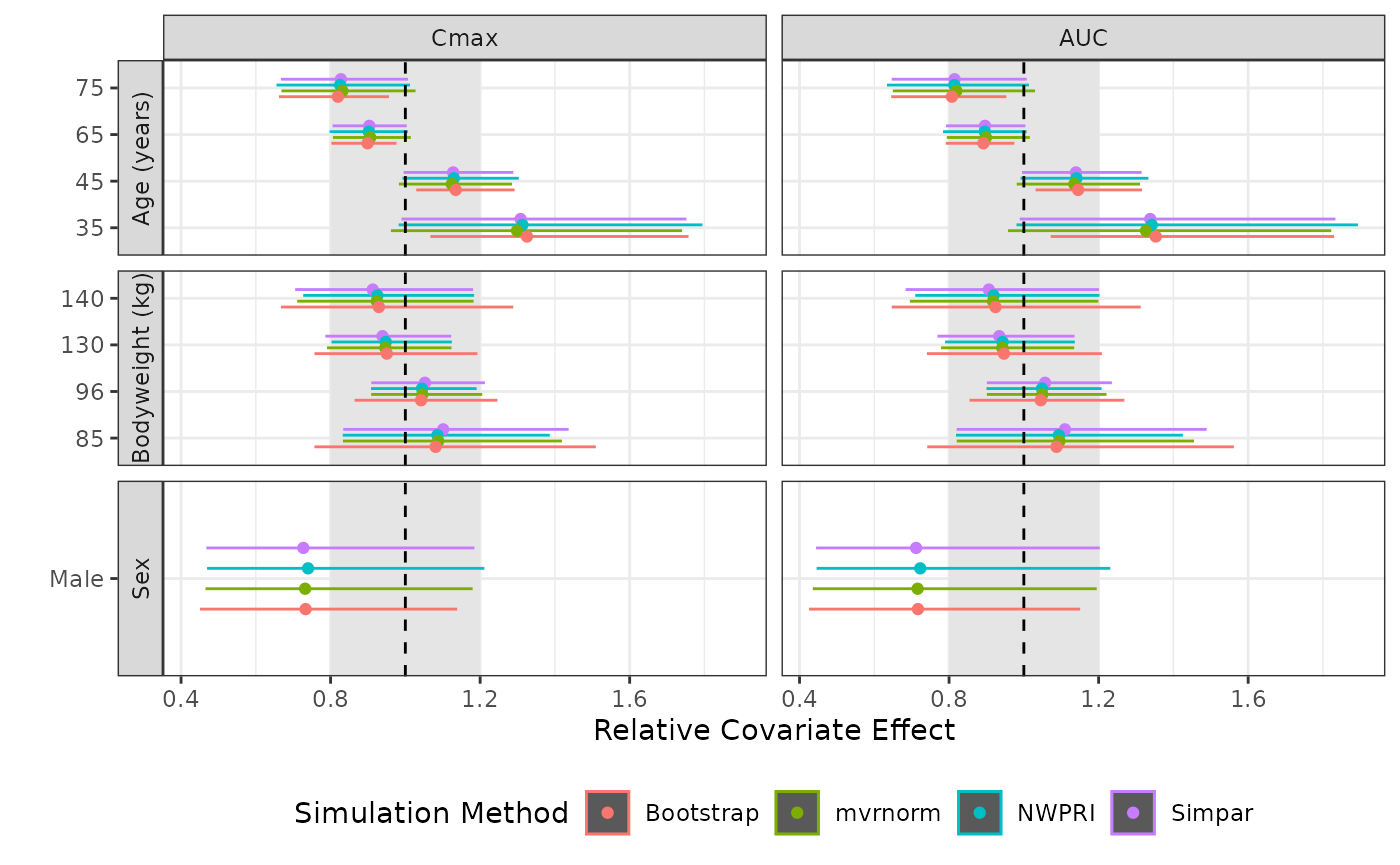 Cmax AUC
Age (years)
75
65
45
35
Bodyweight (kg)
140
130
96
85
Sex
Male
0.4 0.8 1.2 1.6 0.4 0.8 1.2 1.6
Relative Covariate Effect
Simulation Method Bootstrap mvrnorm NWPRI Simpar